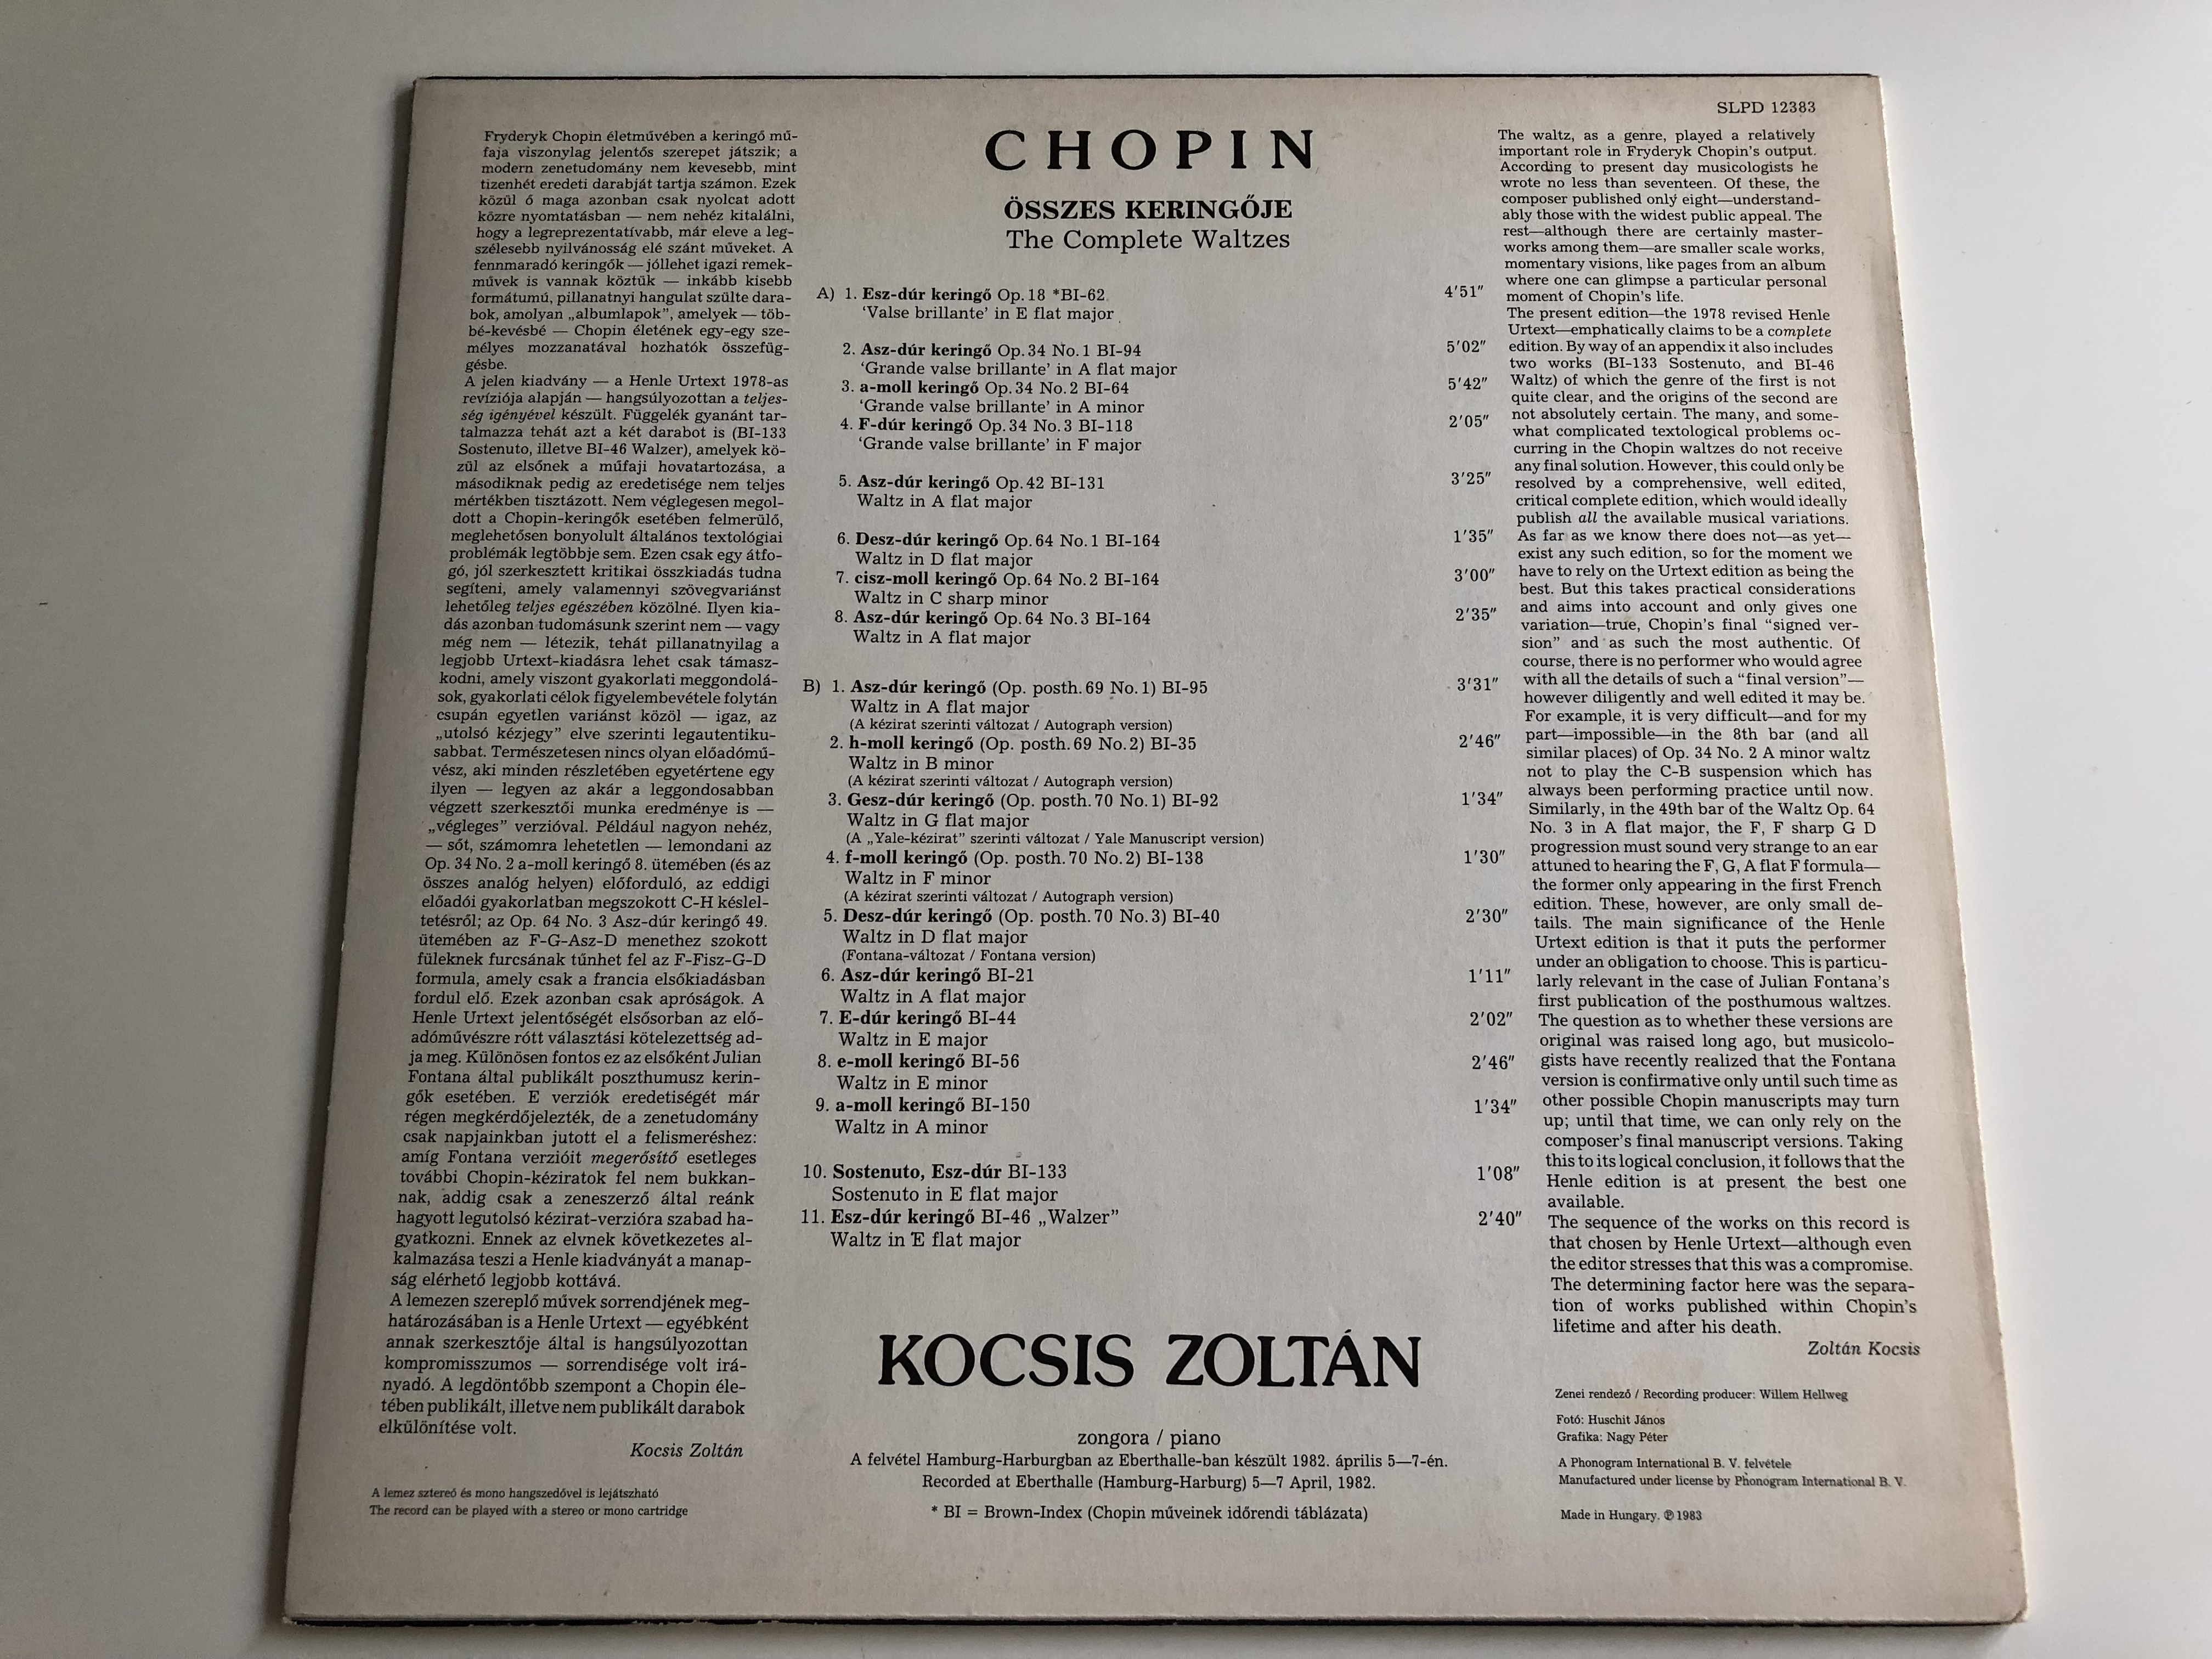 SLPD 12383
Fryderyk Chopin életművében a keringő mű-
faja viszonylag jelentős szerepet játszik; a
modern zenetudomány nem kevesebb, mint
tizenhét eredeti darabját tartja számon. Ezek
közül ő maga azonban csak nyolcat adott
közre nyomtatásban — nem nehéz kitalálni,
hogy a legreprezentatívabb, már eleve a leg-
szélesebb nyilvánosság elé szánt műveket. A
fennmaradó keringők — jóllehet igazi remek-
művek is vannak köztük — inkább kisebb
formátumú, pillanatnyi hangulat szülte dara-
bok, amolyan „albumlapok”, amelyek — töb-
bé-kevésbé — Chopin életének egy-egy sze-
mélyes mozzanatával hozhatók összefüg-
gésbe.
A jelen kiadvány — a Henle Urtext 1978-as
revíziója alapján — hangsúlyozottan a teljes-
ség igényével készült. Függelék gyanánt tar-
talmazza tehát azt a két darabot is (BI-133
Sostenuto, illetve BI-46 Walzer), amelyek kö-
zül az elsőnek a műfaji hovatartozása, a
másodiknak pedig az eredetisége nem teljes
mértékben tisztázott. Nem véglegesen megol-
dott a Chopin-keringők esetében felmerülő,
meglehetősen bonyolult általános textológiai
problémák legtöbbje sem. Ezen csak egy átfo-
gó, jól szerkesztett kritikai összkiadás tudna
segíteni, amely valamennyi szövegvariánst
lehetőleg teljes egészében közölné. Ilyen kia-
dás azonban tudomásunk szerint nem — vagy
még nem — létezik, tehát pillanatnyilag a
legjobb Urtext-kiadásra lehet csak támasz-
kodni, amely viszont gyakorlati meggondolá-
sok, gyakorlati célok figyelembevétele folytán
csupán egyetlen variánst közöl — igaz, az
„utolsó kézjegy” elve szerinti legautentiku-
sabbat. Természetesen nincs olyan előadómű-
vész, aki minden részletében egyetértene egy
ilyen — legyen az akár a leggondosabban
végzett szerkesztői munka eredménye is —
„végleges” verzióval. Például nagyon nehéz,
— sőt, számomra lehetetlen — lemondani az
Op. 34 No. 2 a-moll keringő 8. ütemében (és az
összes analóg helyen) előforduló, az eddigi
előadói gyakorlatban megszokott C-H késlel-
tetésről; az Op. 64 No. 3 Asz-dúr keringő 49.
ütemében az F-G-Asz-D menethez szokott
füleknek furcsának tűnhet fel az F-Fisz-G-D
formula, amely csak a francia elsőkiadásban
fordul elő. Ezek azonban csak apróságok. A
Henle Urtext jelentőségét elsősorban az elő-
adóművészre rótt választási kötelezettség ad-
ja meg. Különösen fontos ez az elsőként Julian
Fontana által publikált poszthumusz kerin-
gők esetében. E verziók eredetiségét már
régen megkérdőjelezték, de a zenetudomány
csak napjainkban jutott el a felismeréshez:
amíg Fontana verzióit megerősítő esetleges
további Chopin-kéziratok fel nem bukkan-
nak, addig csak a zeneszerző által reánk
hagyott legutolsó kézirat-verzióra szabad ha-
gyatkozni. Ennek az elvnek következetes al-
kalmazása teszi a Henle kiadványát a manap-
ság elérhető legjobb kottává.
A lemezen szereplő művek sorrendjének meg-
határozásában is a Henle Urtext — egyébként
annak szerkesztője által is hangsúlyozottan
kompromisszumos — sorrendisége volt irá-
nyadó. A legdöntőbb szempont a Chopin éle-
tében publikált, illetve nem publikált darabok
elkülönítése volt.
Kocsis Zoltán
A lemez sztereó és mono hangszedővel is lejátszható
The record can be played with a stereo or mono cartridge
CHOPIN
ÖSSZES KERINGŐJE
The Complete Waltzes
A) 1. Esz-dúr keringő Op. 18 *BI-62 4′51″
‘Valse brillante’ in E flat major
2. Asz-dúr keringő Op. 34 No. 1 BI-94 5′02″
‘Grande valse brillante’ in A flat major
3. a-moll keringő Op. 34 No. 2 BI-64 5′42″
‘Grande valse brillante’ in A minor
4. F-dúr keringő Op. 34 No. 3 BI-118 2′05″
‘Grande valse brillante’ in F major
5. Asz-dúr keringő Op. 42 BI-131 3′25″
Waltz in A flat major
6. Desz-dúr keringő Op. 64 No. 1 BI-164 1′35″
Waltz in D flat major
7. cisz-moll keringő Op. 64 No. 2 BI-164 3′00″
Waltz in C sharp minor
8. Asz-dúr keringő Op. 64 No. 3 BI-164 2′35″
Waltz in A flat major
B) 1. Asz-dúr keringő (Op. posth. 69 No. 1) BI-95 3′31″
Waltz in A flat major
(A kézirat szerinti változat / Autograph version)
2. h-moll keringő (Op. posth. 69 No. 2) BI-35 2′46″
Waltz in B minor
(A kézirat szerinti változat / Autograph version)
3. Gesz-dúr keringő (Op. posth. 70 No. 1) BI-92 1′34″
Waltz in G flat major
(A „Yale-kézirat” szerinti változat / Yale Manuscript version)
4. f-moll keringő (Op. posth. 70 No. 2) BI-138 1′30″
Waltz in F minor
(A kézirat szerinti változat / Autograph version)
5. Desz-dúr keringő (Op. posth. 70 No. 3) BI-40 2′30″
Waltz in D flat major
(Fontana-változat / Fontana version)
6. Asz-dúr keringő BI-21 1′11″
Waltz in A flat major
7. E-dúr keringő BI-44 2′02″
Waltz in E major
8. e-moll keringő BI-56 2′46″
Waltz in E minor
9. a-moll keringő BI-150 1′34″
Waltz in A minor
10. Sostenuto, Esz-dúr BI-133 1′08″
Sostenuto in E flat major
11. Esz-dúr keringő BI-46 „Walzer” 2′40″
Waltz in E flat major
KOCSIS ZOLTÁN
zongora / piano
A felvétel Hamburg-Harburgban az Eberthalle-ban készült 1982. április 5—7-én.
Recorded at Eberthalle (Hamburg-Harburg) 5—7 April, 1982.
* BI = Brown-Index (Chopin műveinek időrendi táblázata)
The waltz, as a genre, played a relatively
important role in Fryderyk Chopin's output.
According to present day musicologists he
wrote no less than seventeen. Of these, the
composer published only eight—understand-
ably those with the widest public appeal. The
rest—although there are certainly master-
works among them—are smaller scale works,
momentary visions, like pages from an album
where one can glimpse a particular personal
moment of Chopin's life.
The present edition—the 1978 revised Henle
Urtext—emphatically claims to be a complete
edition. By way of an appendix it also includes
two works (BI-133 Sostenuto, and BI-46
Waltz) of which the genre of the first is not
quite clear, and the origins of the second are
not absolutely certain. The many, and some-
what complicated textological problems oc-
curring in the Chopin waltzes do not receive
any final solution. However, this could only be
resolved by a comprehensive, well edited,
critical complete edition, which would ideally
publish all the available musical variations.
As far as we know there does not—as yet—
exist any such edition, so for the moment we
have to rely on the Urtext edition as being the
best. But this takes practical considerations
and aims into account and only gives one
variation—true, Chopin's final “signed ver-
sion” and as such the most authentic. Of
course, there is no performer who would agree
with all the details of such a “final version”—
however diligently and well edited it may be.
For example, it is very difficult—and for my
part—impossible—in the 8th bar (and all
similar places) of Op. 34 No. 2 A minor waltz
not to play the C-B suspension which has
always been performing practice until now.
Similarly, in the 49th bar of the Waltz Op. 64
No. 3 in A flat major, the F, F sharp G D
progression must sound very strange to an ear
attuned to hearing the F, G, A flat F formula—
the former only appearing in the first French
edition. These, however, are only small de-
tails. The main significance of the Henle
Urtext edition is that it puts the performer
under an obligation to choose. This is particu-
larly relevant in the case of Julian Fontana's
first publication of the posthumous waltzes.
The question as to whether these versions are
original was raised long ago, but musicolo-
gists have recently realized that the Fontana
version is confirmative only until such time as
other possible Chopin manuscripts may turn
up; until that time, we can only rely on the
composer's final manuscript versions. Taking
this to its logical conclusion, it follows that the
Henle edition is at present the best one
available.
The sequence of the works on this record is
that chosen by Henle Urtext—although even
the editor stresses that this was a compromise.
The determining factor here was the separa-
tion of works published within Chopin's
lifetime and after his death.
Zoltán Kocsis
Zenei rendező / Recording producer: Willem Hellweg
Fotó: Huschit János
Grafika: Nagy Péter
A Phonogram International B. V. felvétele
Manufactured under license by Phonogram International B. V.
Made in Hungary. ℗ 1983